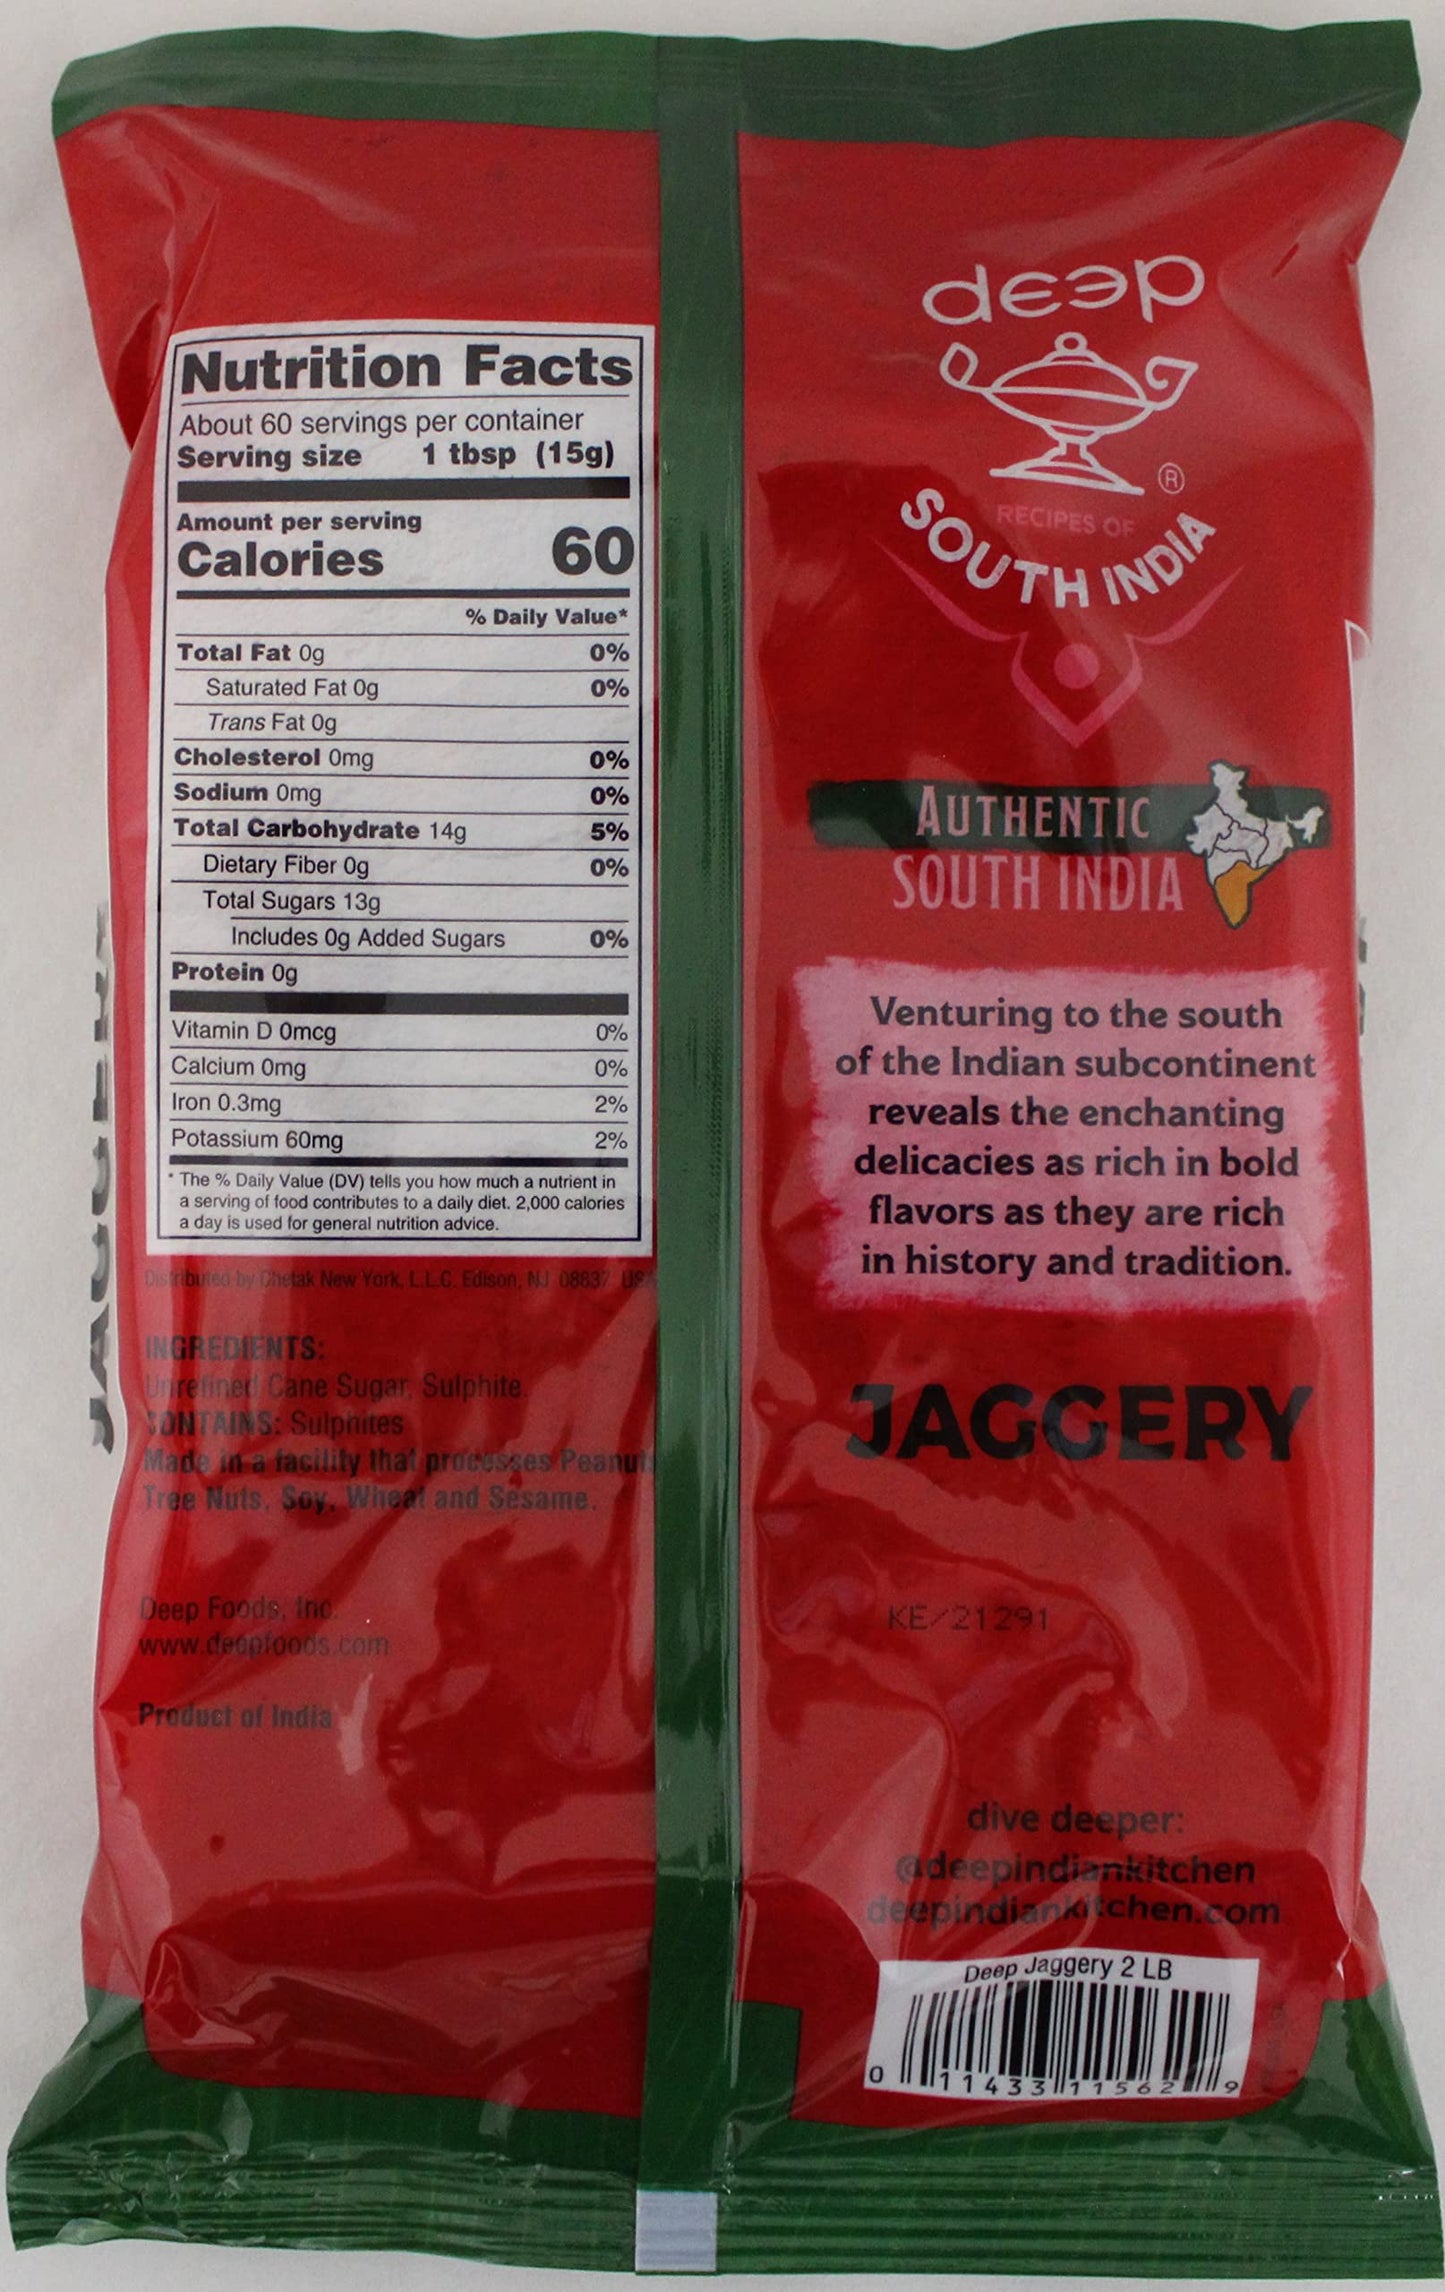 Nutrition Facts
About 60 servings per container
Serving size 1 tbsp (15g)
Amount per serving
Calories 60
% Daily Value*
Total Fat 0g 0%
Saturated Fat 0g 0%
Trans Fat 0g
Cholesterol 0mg 0%
Sodium 0mg 0%
Total Carbohydrate 14g 5%
Dietary Fiber 0g 0%
Total Sugars 13g
Includes 0g Added Sugars 0%
Protein 0g
Vitamin D 0mcg 0%
Calcium 0mg 0%
Iron 0.3mg 2%
Potassium 60mg 2%
* The % Daily Value (DV) tells you how much a nutrient in
a serving of food contributes to a daily diet. 2,000 calories
a day is used for general nutrition advice.
Distributed by Chetak New York, L.L.C. Edison, NJ 08837 USA
INGREDIENTS:
Unrefined Cane Sugar, Sulphite.
CONTAINS: Sulphites
Made in a facility that processes Peanut
Tree Nuts, Soy, Wheat and Sesame.
Deep Foods, Inc.
www.deepfoods.com
Product of India
JAGGERY
deep
®
RECIPES OF
SOUTH INDIA
AUTHENTIC
SOUTH INDIA
Venturing to the south
of the Indian subcontinent
reveals the enchanting
delicacies as rich in bold
flavors as they are rich
in history and tradition.
JAGGERY
KE/21291
dive deeper:
@deepindiankitchen
deepindiankitchen.com
Deep Jaggery 2 LB
0 11433 11562 9